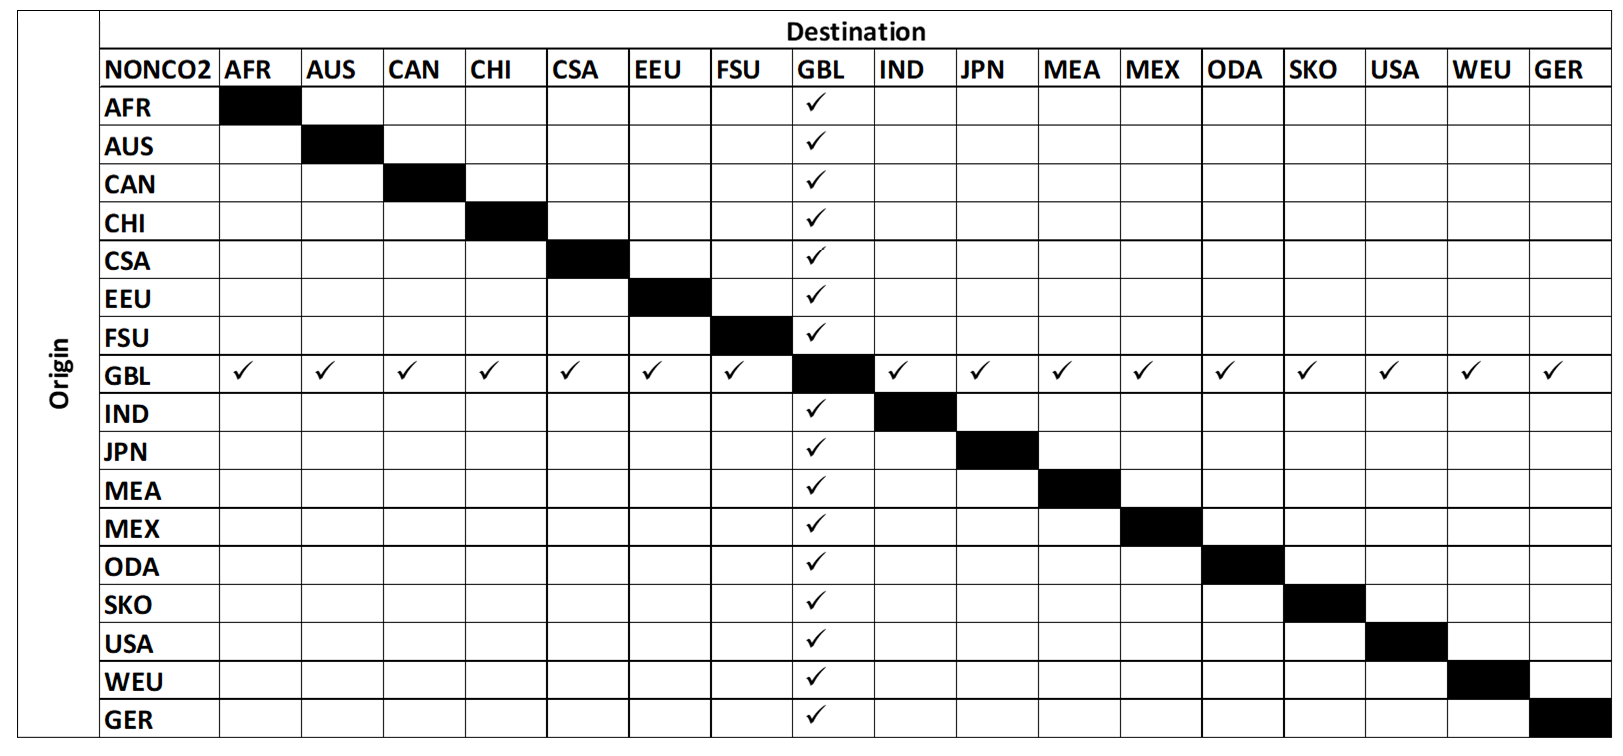 Destination
NONCO2 AFR AUS CAN CHI CSA EEU FSU GBL IND JPN MEA MEX ODA SKO USA WEU GER
Origin
AFR ✓
AUS ✓
CAN ✓
CHI ✓
CSA ✓
EEU ✓
FSU ✓
GBL ✓ ✓ ✓ ✓ ✓ ✓ ✓ ✓ ✓ ✓ ✓ ✓ ✓ ✓ ✓ ✓
IND ✓
JPN ✓
MEA ✓
MEX ✓
ODA ✓
SKO ✓
USA ✓
WEU ✓
GER ✓